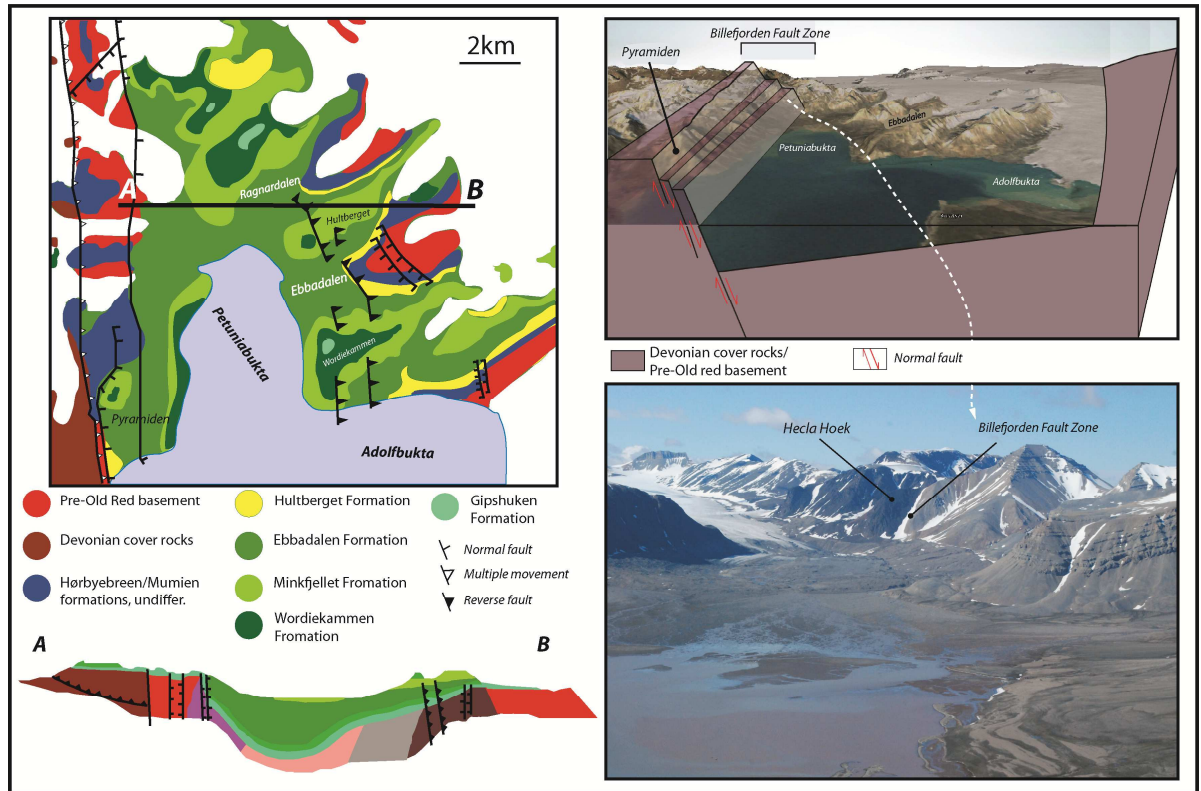 2km
A
B
Ragnardalen
Hultberget
Ebbadalen
Petuniabukta
Wordiekammen
Pyramiden
Adolfbukta
Pre-Old Red basement
Devonian cover rocks
Hørbyebreen/Mumien
formations, undiffer.
Hultberget Formation
Ebbadalen Formation
Minkfjellet Fromation
Wordiekammen
Fromation
Gipshuken
Formation
Normal fault
Multiple movement
Reverse fault
A
B
Billefjorden Fault Zone
Pyramiden
Ebbadalen
Petuniabukta
Adolfbukta
Devonian cover rocks/
Pre-Old red basement
Normal fault
Hecla Hoek
Billefjorden Fault Zone